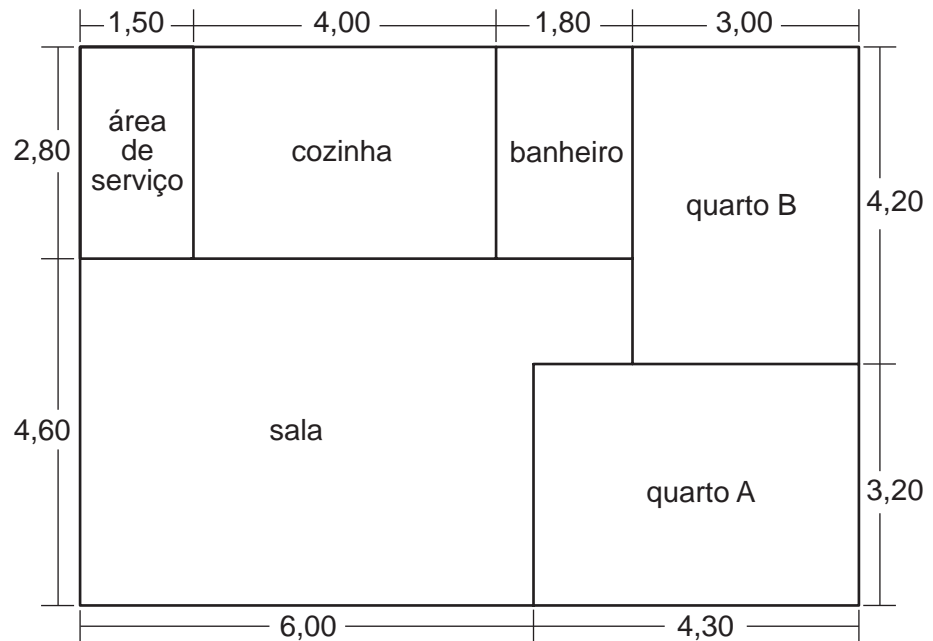 1,50 4,00 1,80 3,00
2,80
área
de
serviço
cozinha
banheiro
quarto B
4,20
4,60
sala
quarto A
3,20
6,00 4,30